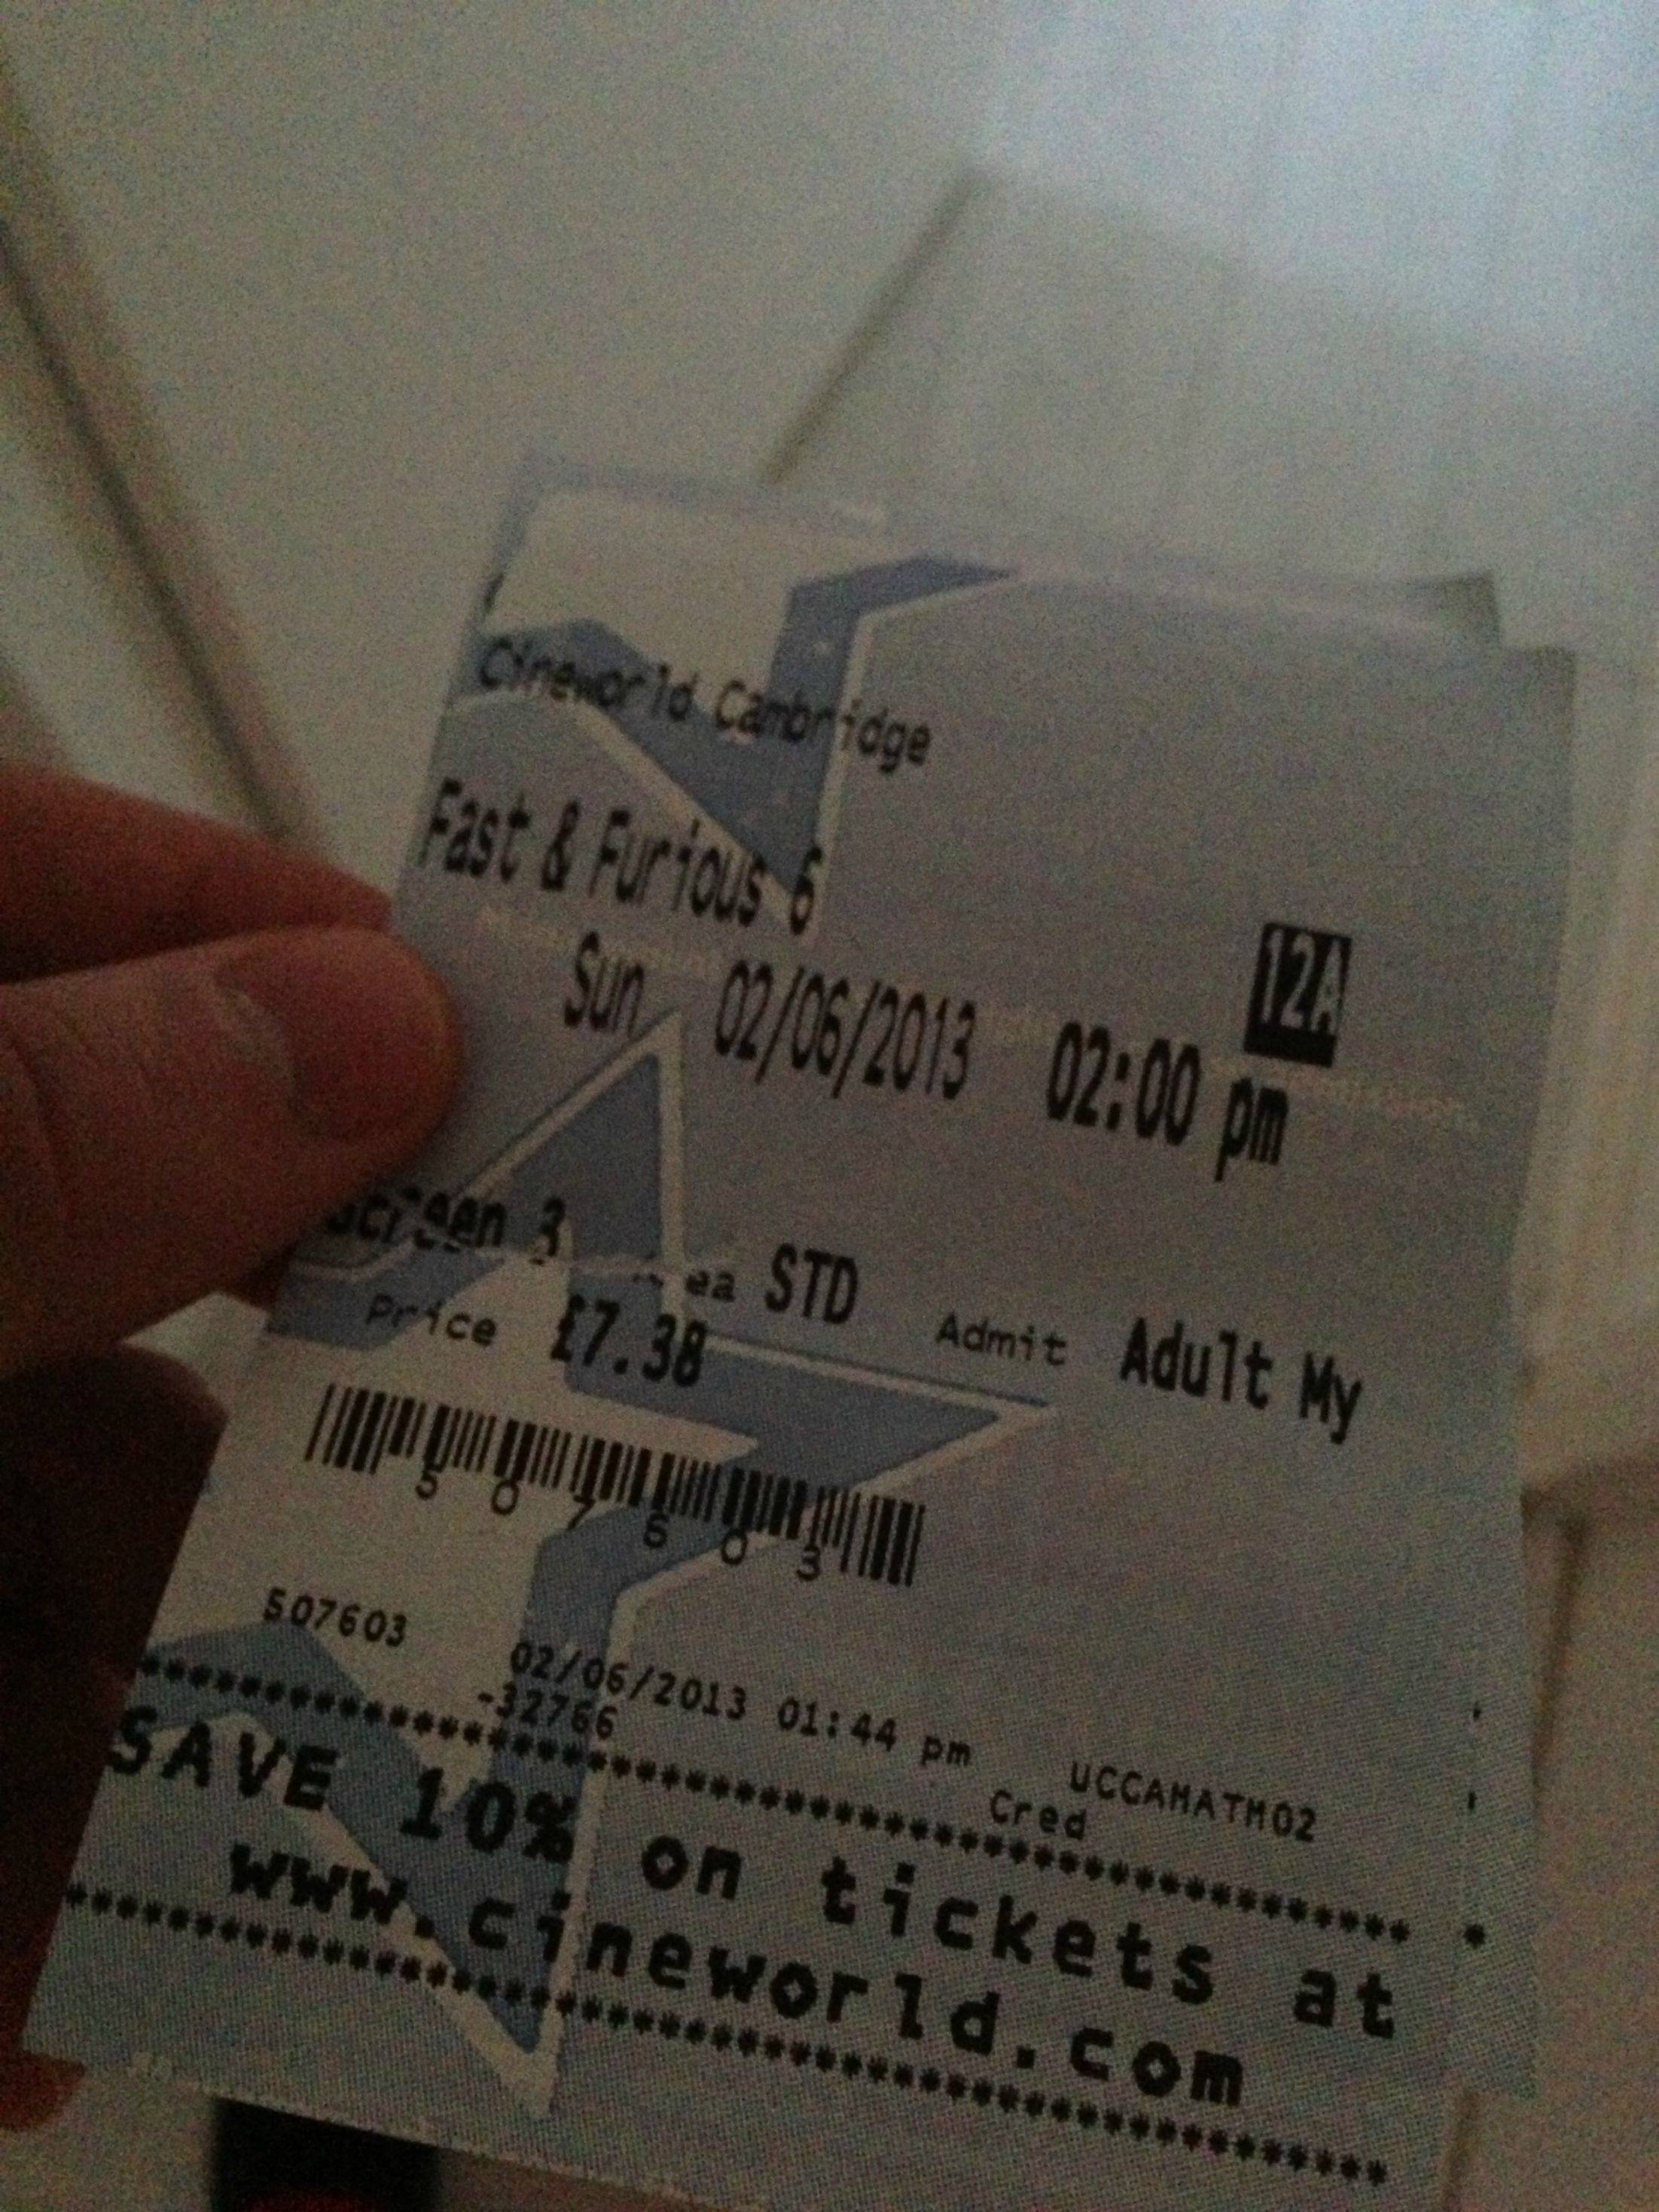 Cineworld Cambridge
Fast & Furious 6
12A
Sun 02/06/2013 02:00 pm
Screen 3 STD Admit Adult My
Price £7.38
507603
507603 02/06/2013 01:44 pm UCCAMATM02
-32766 Cred
****************************************
SAVE 10% on tickets at
www.cineworld.com
****************************************